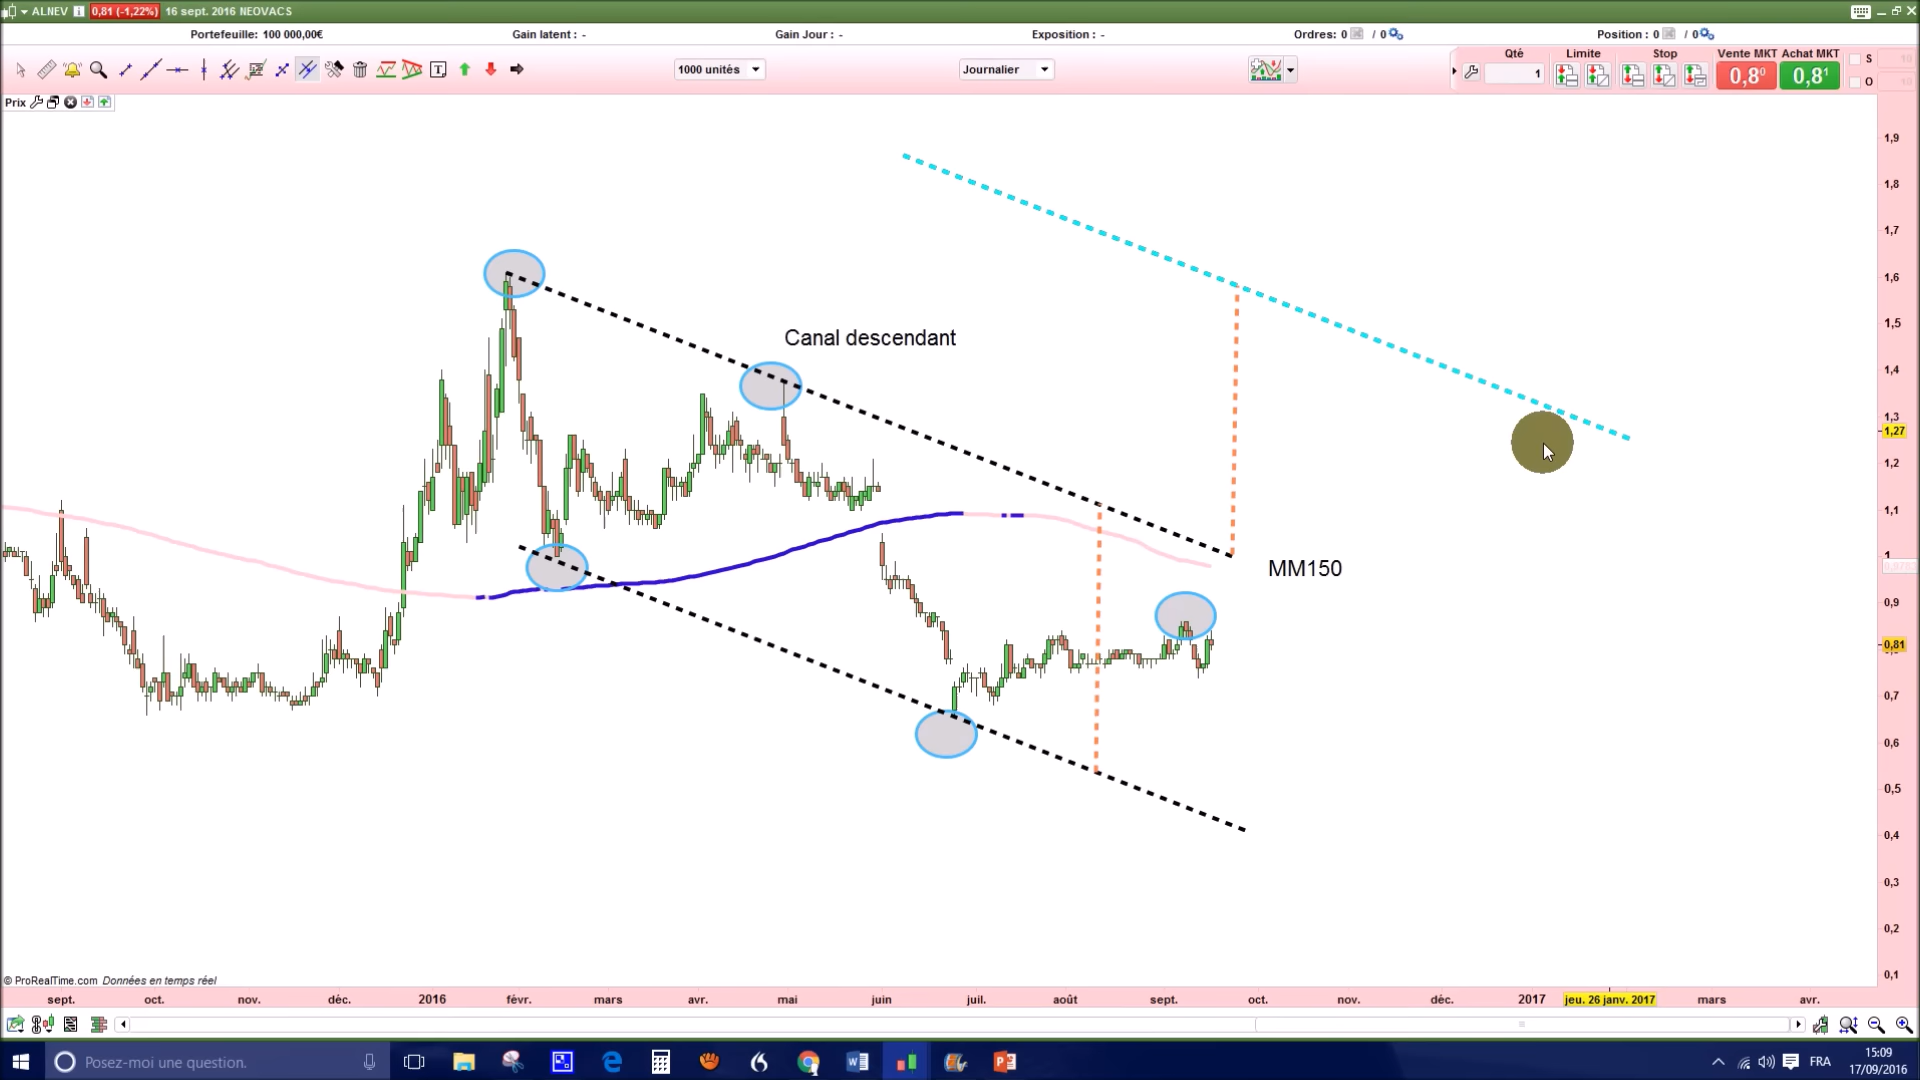 ALNEV 0,81 (-1,22%) 16 sept. 2016 NEOVACS
Portefeuille: 100 000,00€ Gain latent : - Gain Jour : - Exposition : - Ordres: 0 / 0 Position : 0 / 0
1000 unités Journalier
Qté Limite Stop Vente MKT Achat MKT
1 0,8⁰ 0,8¹
S 10
O 10
Prix
1,9
1,8
1,7
1,6
1,5
Canal descendant
1,4
1,3
1,27
1,2
1,1
1
MM150
0,9
0,81
0,7
0,6
0,5
0,4
0,3
0,2
0,1
© ProRealTime.com Données en temps réel
sept. oct. nov. déc. 2016 févr. mars avr. mai juin juil. août sept. oct. nov. déc. 2017 jeu. 26 janv. 2017 mars avr.
Posez-moi une question.
FRA
15:09
17/09/2016